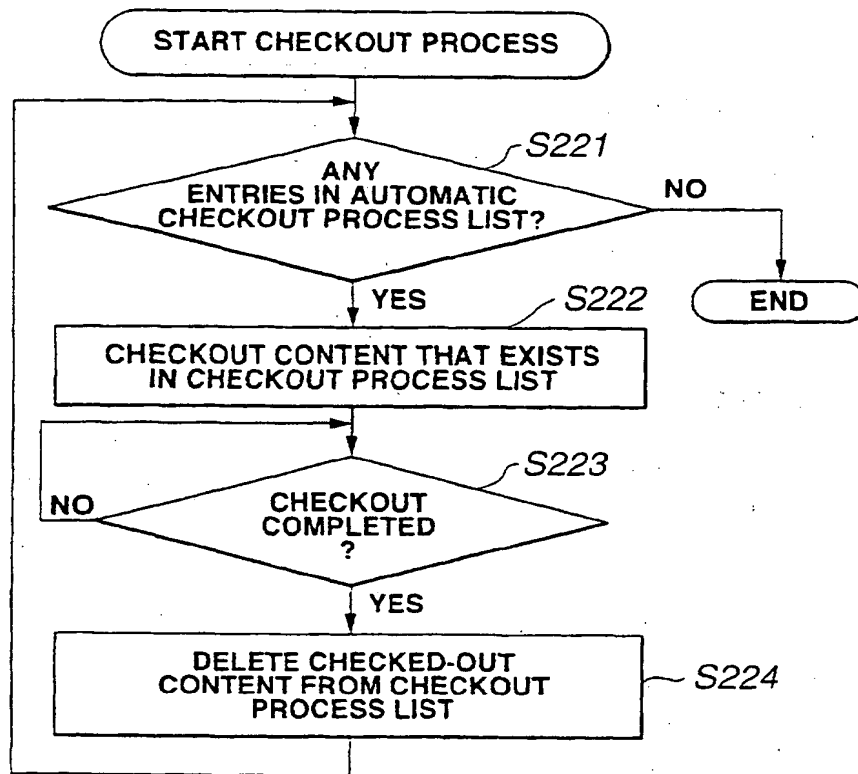 START CHECKOUT PROCESS
S221
ANY
ENTRIES IN AUTOMATIC
CHECKOUT PROCESS LIST?
NO
YES
END
S222
CHECKOUT CONTENT THAT EXISTS
IN CHECKOUT PROCESS LIST
S223
NO
CHECKOUT
COMPLETED
?
YES
DELETE CHECKED-OUT
CONTENT FROM CHECKOUT
PROCESS LIST
S224